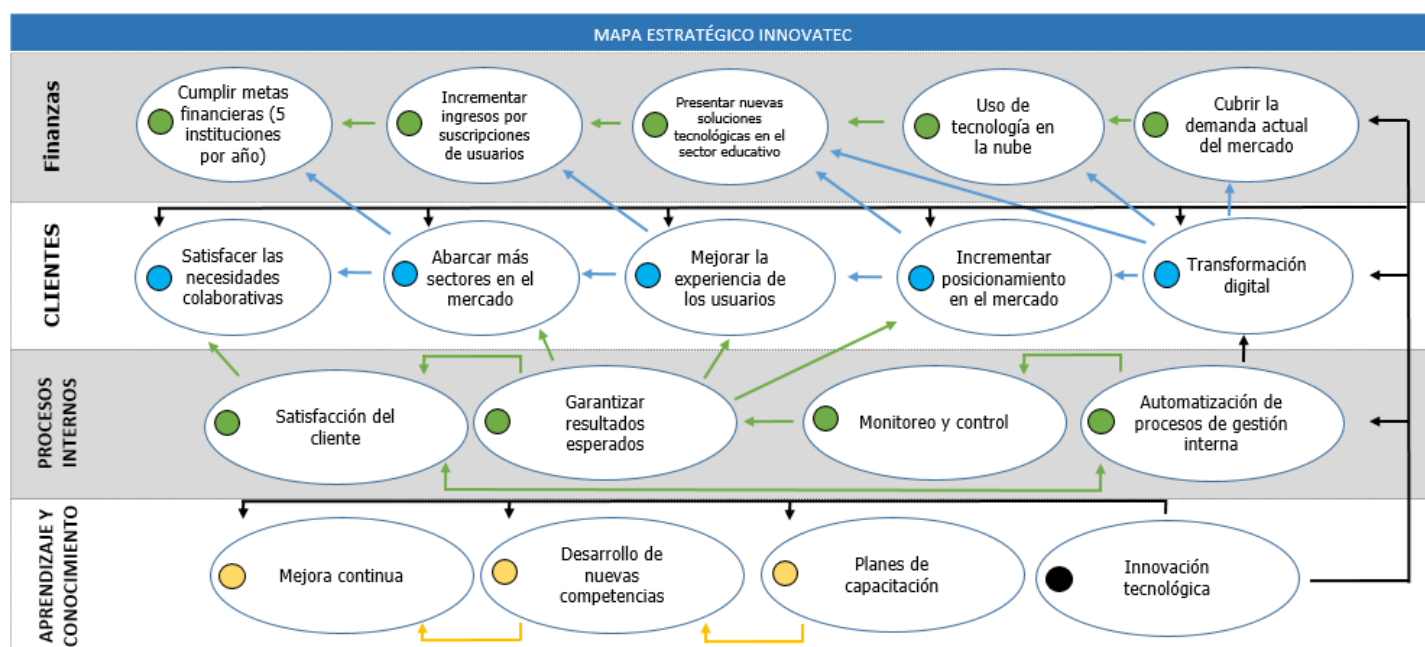 MAPA ESTRATÉGICO INNOVATEC
Finanzas
Cumplir metas
financieras (5
instituciones
por año)
Incrementar
ingresos por
suscripciones
de usuarios
Presentar nuevas
soluciones
tecnológicas en el
sector educativo
Uso de
tecnología en
la nube
Cubrir la
demanda actual
del mercado
CLIENTES
Satisfacer las
necesidades
colaborativas
Abarcar más
sectores en el
mercado
Mejorar la
experiencia de
los usuarios
Incrementar
posicionamiento
en el mercado
Transformación
digital
PROCESOS
INTERNOS
Satisfacción del
cliente
Garantizar
resultados
esperados
Monitoreo y control
Automatización de
procesos de gestión
interna
APRENDIZAJE Y
CONOCIMIENTO
Mejora continua
Desarrollo de
nuevas
competencias
Planes de
capacitación
Innovación
tecnológica